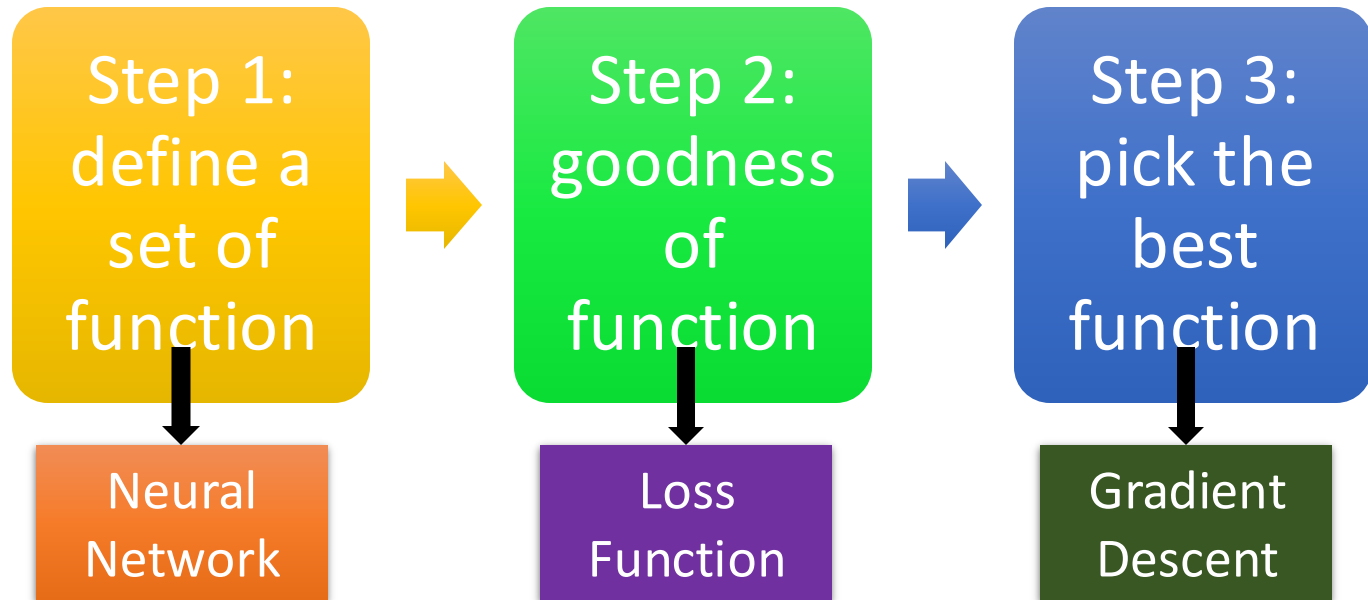 Step 1:
define a
set of
function
Step 2:
goodness
of
function
Step 3:
pick the
best
function
Neural
Network
Loss
Function
Gradient
Descent